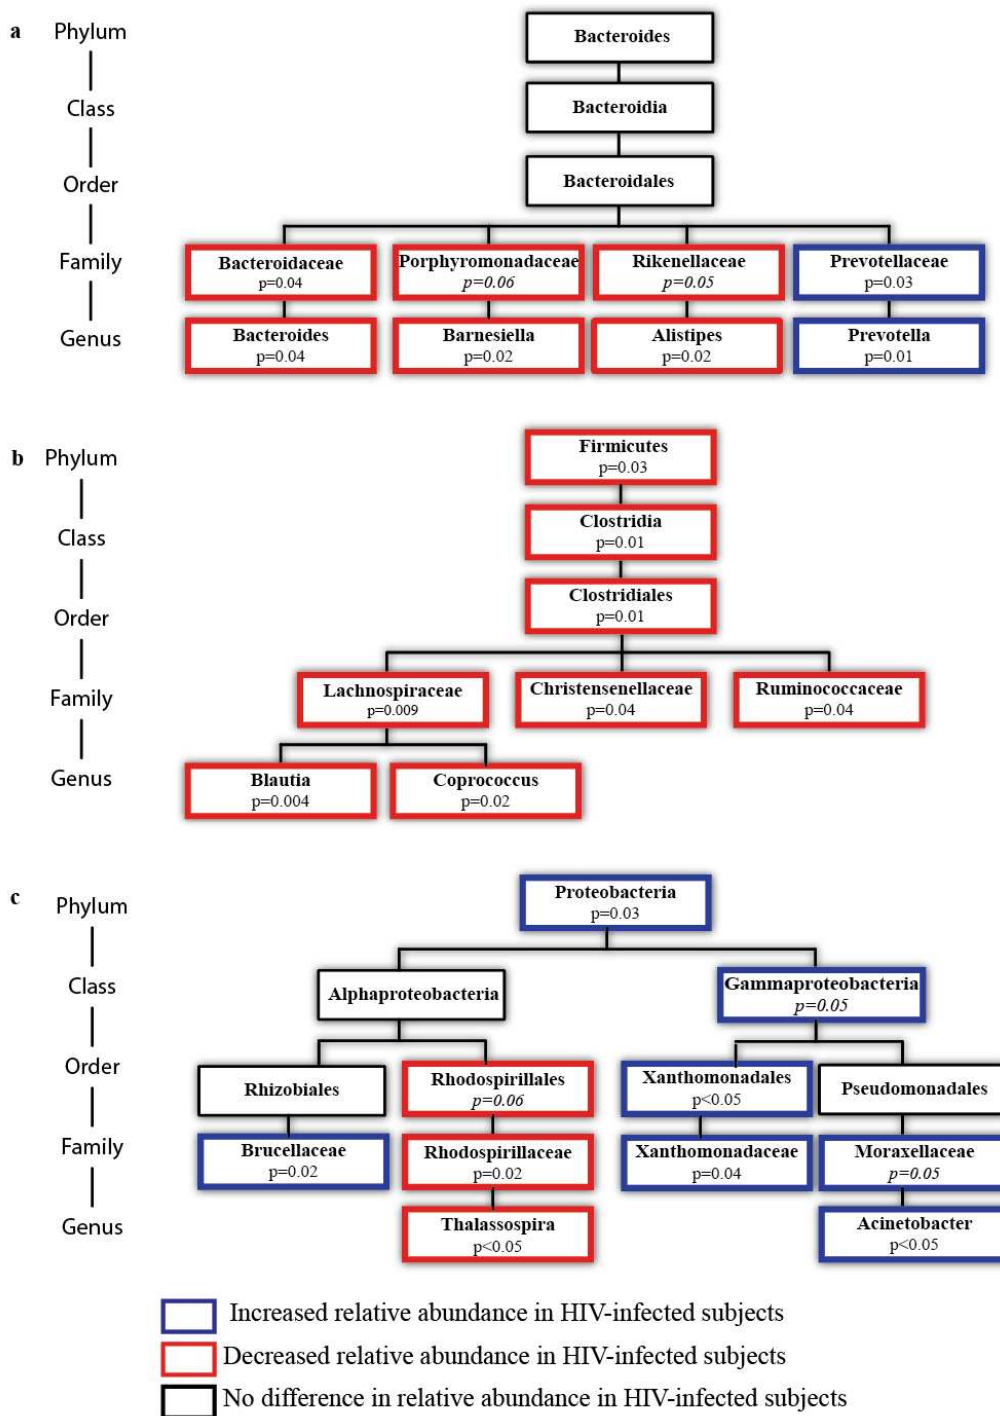 a Phylum Bacteroides
Class Bacteroidia
Order Bacteroidales
Family Bacteroidaceae Porphyromonadaceae Rikenellaceae Prevotellaceae
p=0.04 p=0.06 p=0.05 p=0.03
Genus Bacteroides Barnesiella Alistipes Prevotella
p=0.04 p=0.02 p=0.02 p=0.01
b Phylum Firmicutes
p=0.03
Class Clostridia
p=0.01
Order Clostridiales
p=0.01
Family Lachnospiraceae Christensenellaceae Ruminococcaceae
p=0.009 p=0.04 p=0.04
Genus Blautia Coprococcus
p=0.004 p=0.02
c Phylum Proteobacteria
p=0.03
Class Alphaproteobacteria Gammaproteobacteria
p=0.05
Order Rhizobiales Rhodospirillales Xanthomonadales Pseudomonadales
p=0.06 p<0.05
Family Brucellaceae Rhodospirillaceae Xanthomonadaceae Moraxellaceae
p=0.02 p=0.02 p=0.04 p=0.05
Genus Thalassospira Acinetobacter
p<0.05 p<0.05
Increased relative abundance in HIV-infected subjects
Decreased relative abundance in HIV-infected subjects
No difference in relative abundance in HIV-infected subjects